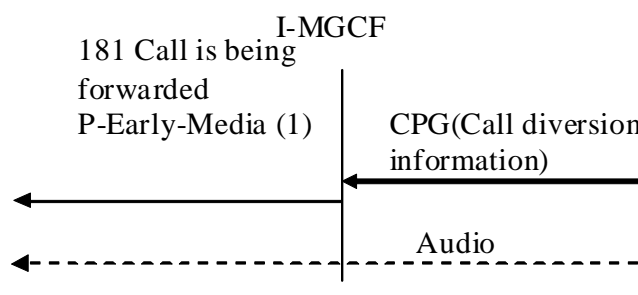 I-MGCF
181 Call is being
forwarded
P-Early-Media (1)
CPG(Call diversion
information)
Audio